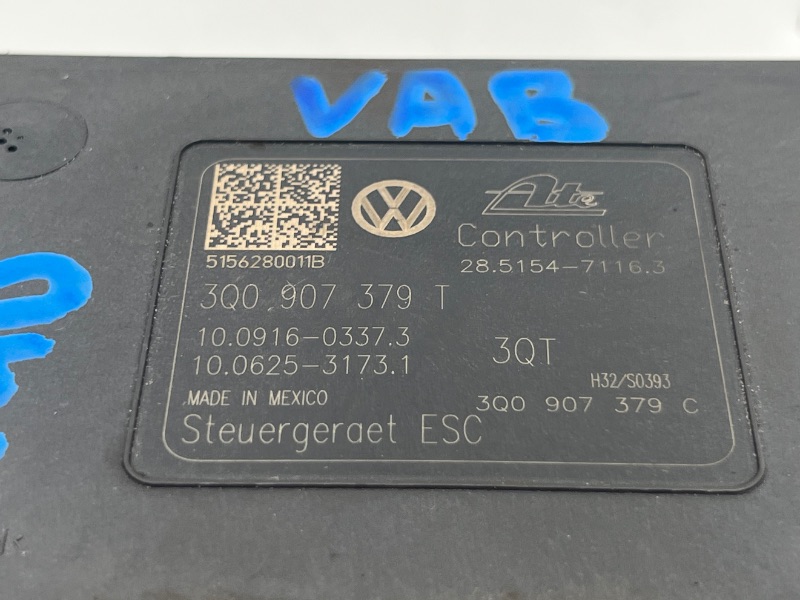 VAB
Ate
Controller
5156280011B
28.5154-7116.3
3Q0 907 379 T
10.0916-0337.3
10.0625-3173.1
3QT
H32/S0393
MADE IN MEXICO
3Q0 907 379 C
Steuergeraet ESC